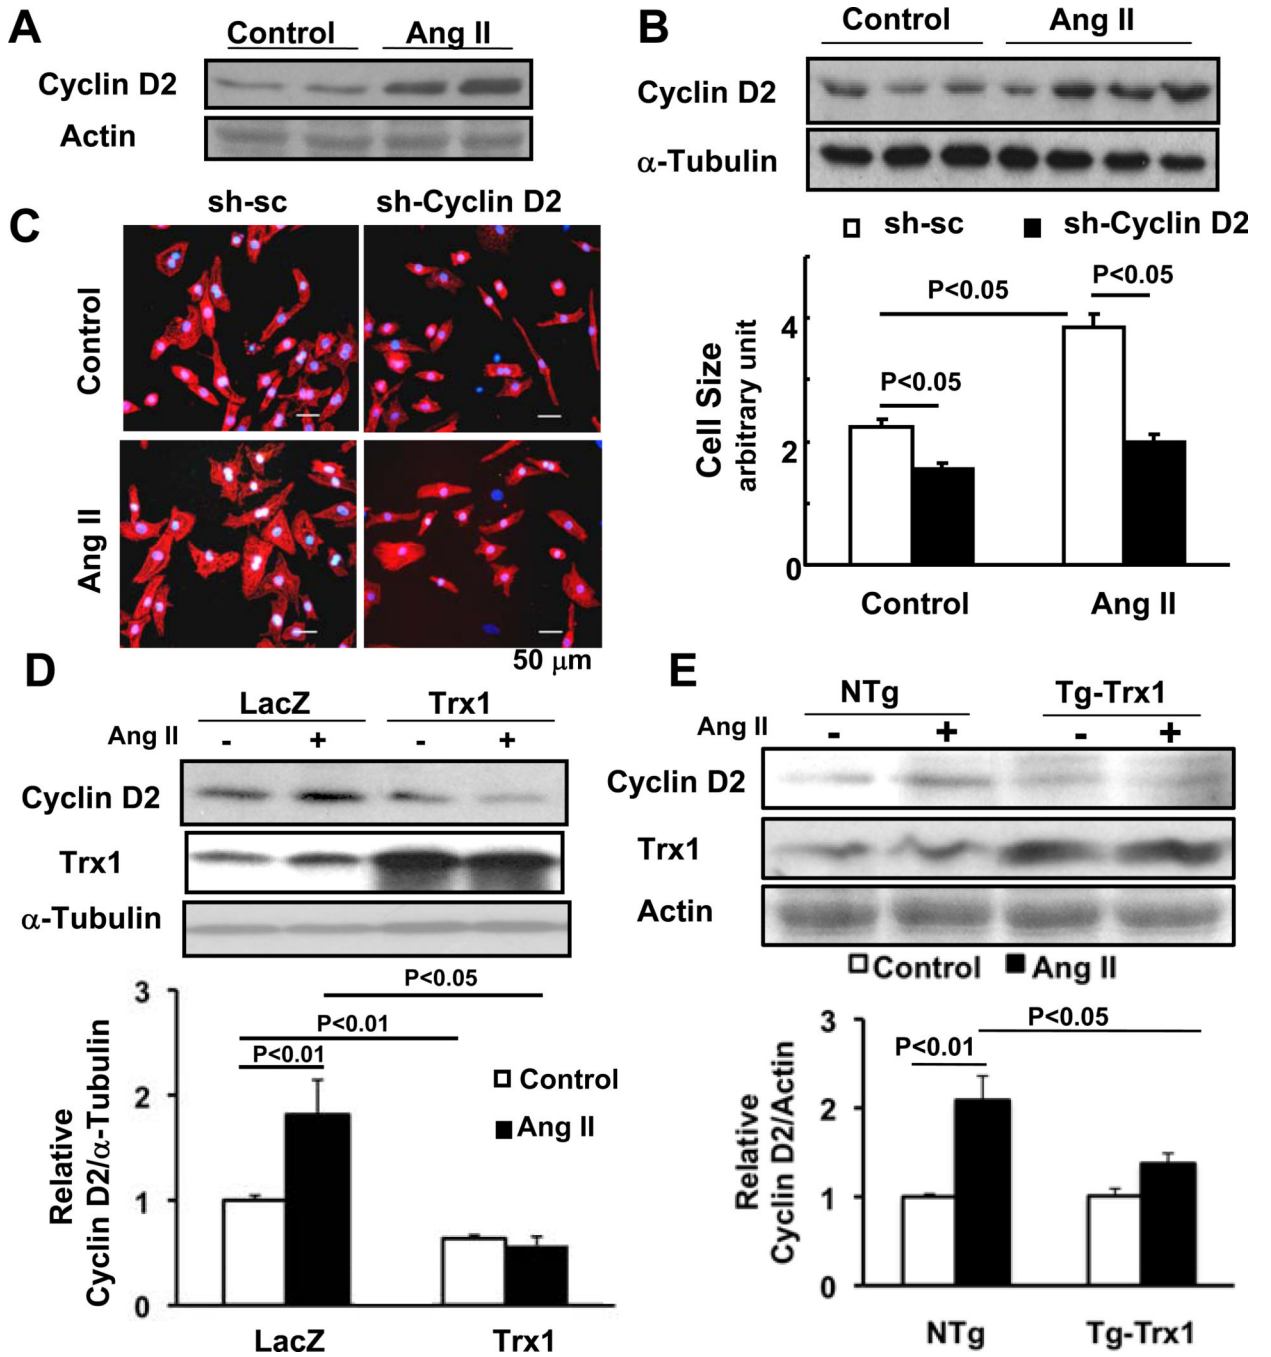 A
Control Ang II
Cyclin D2
Actin
B
Control Ang II
Cyclin D2
α-Tubulin
C
sh-sc sh-Cyclin D2
Control
Ang II
50 μm
sh-sc sh-Cyclin D2
P<0.05
P<0.05
P<0.05
Cell Size
arbitrary unit
4
2
0
Control Ang II
D
LacZ Trx1
Ang II - + - +
Cyclin D2
Trx1
α-Tubulin
P<0.05
P<0.01
P<0.01
Control
Ang II
Relative
Cyclin D2/α-Tubulin
3
2
1
0
LacZ Trx1
E
NTg Tg-Trx1
Ang II - + - +
Cyclin D2
Trx1
Actin
Control Ang II
P<0.05
P<0.01
Relative
Cyclin D2/Actin
3
2
1
0
NTg Tg-Trx1